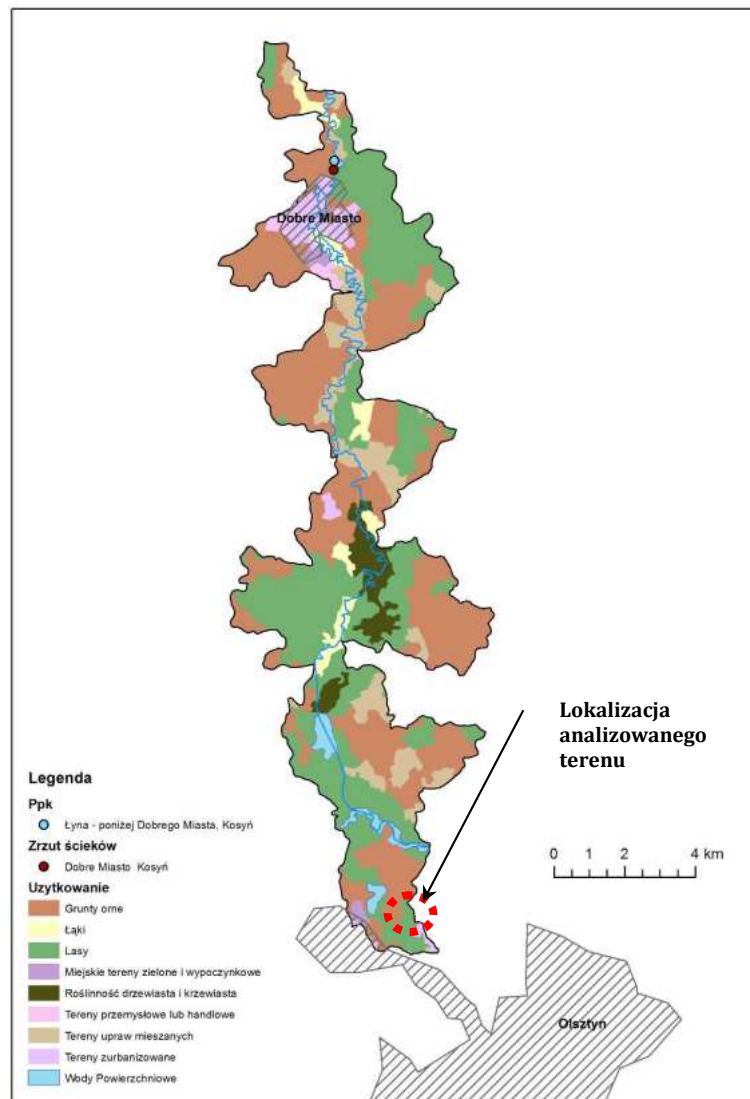 Dobre Miasto
Lokalizacja
analizowanego
terenu
Legenda
Ppk
Łyna - poniżej Dobrego Miasta, Kosyń
Zrzut ścieków
Dobre Miasto Kosyń
Uzytkowanie
Grunty orne
Łąki
Lasy
Miejskie tereny zielone i wypoczynkowe
Roślinność drzewiasta i krzewiasta
Tereny przemysłowe lub handlowe
Tereny upraw mieszanych
Tereny zurbanizowane
Wody Powierzchniowe
0 2 4 km
Olsztyn